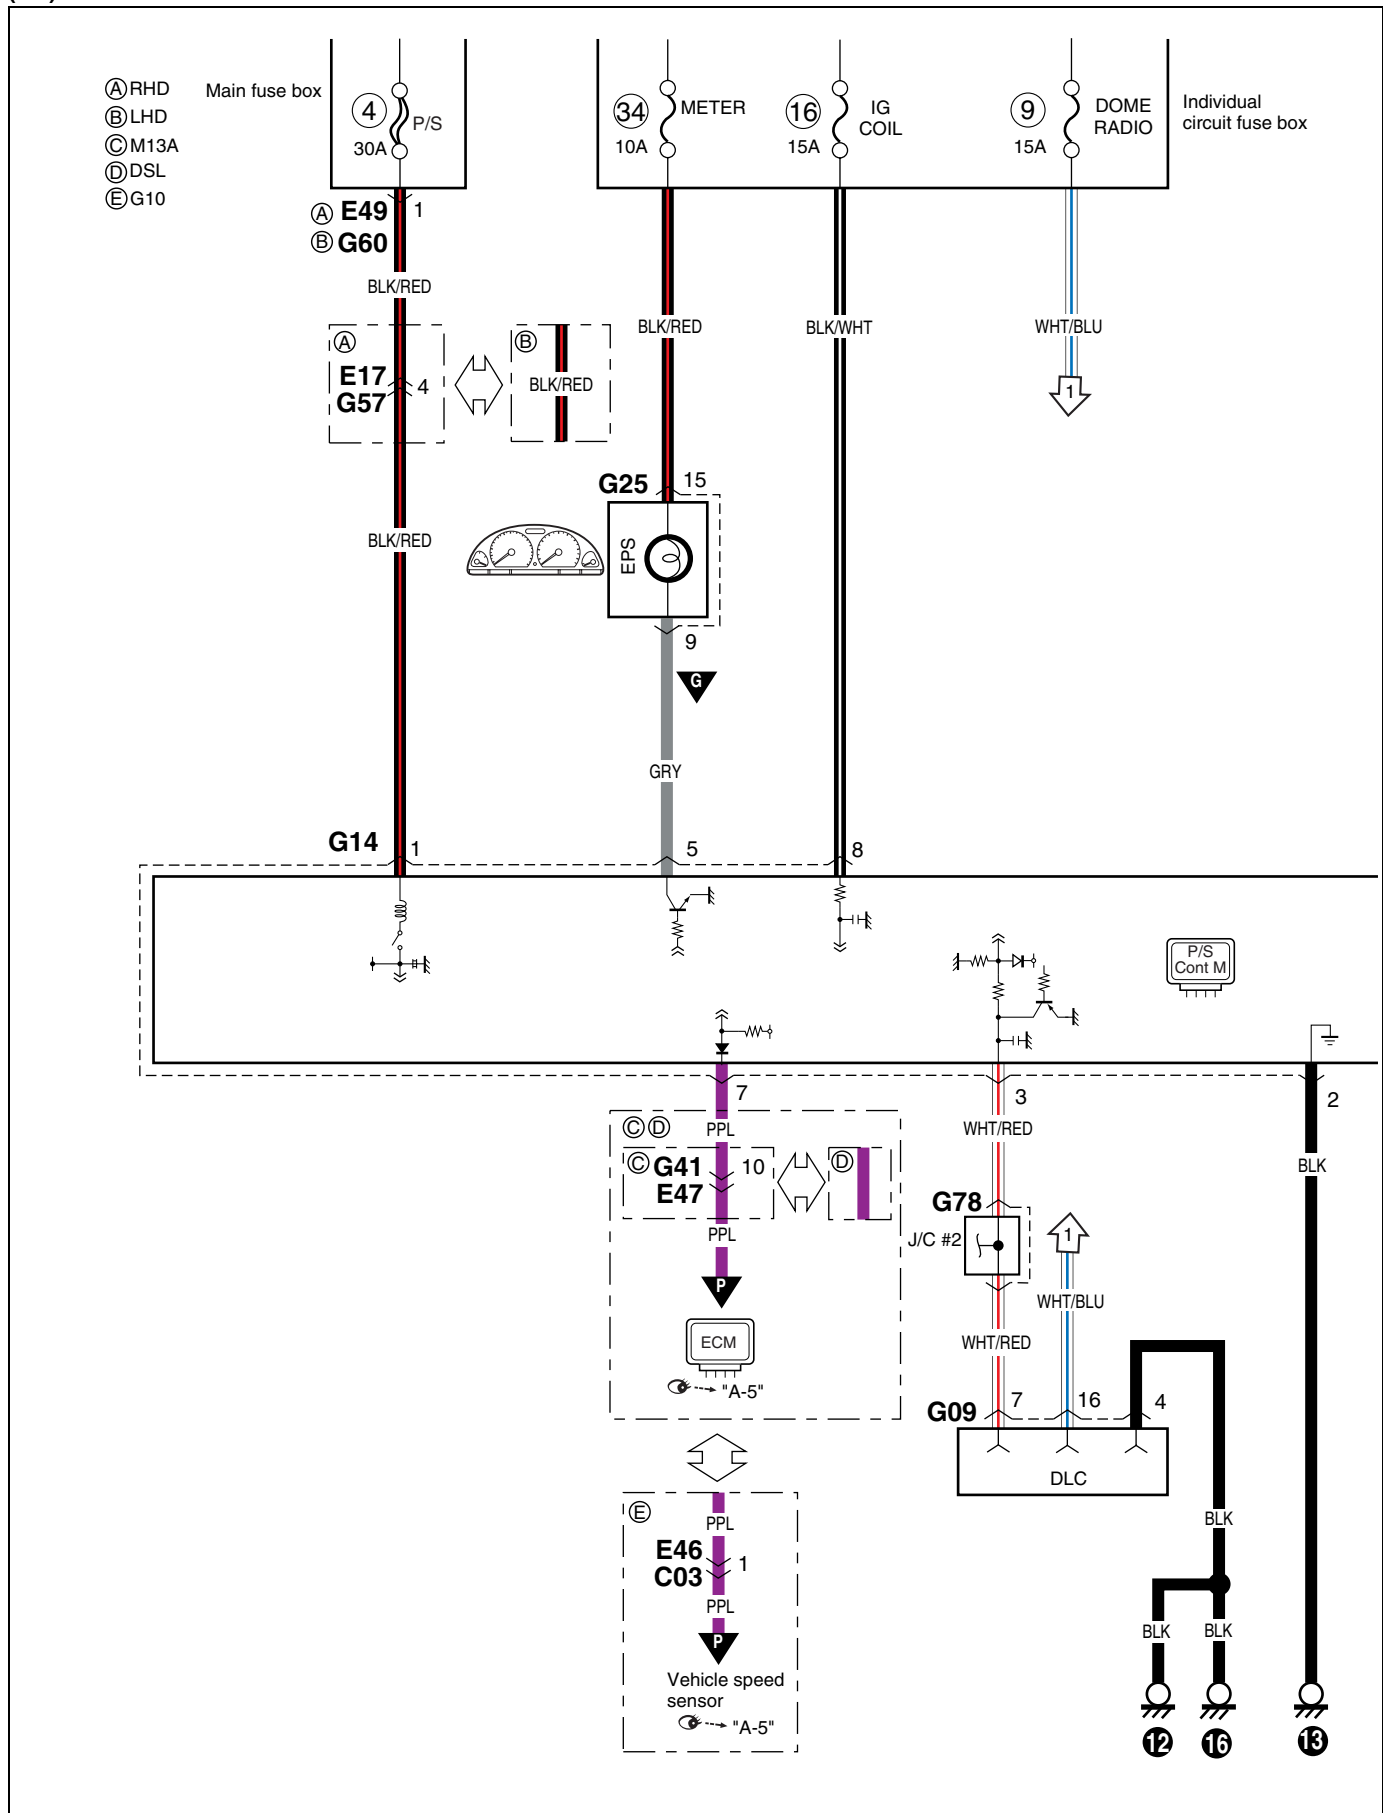 A RHD
B LHD
C M13A
D DSL
E G10
Main fuse box
4
P/S
30A
34
METER
10A
16
IG
COIL
15A
9
DOME
RADIO
15A
Individual
circuit fuse box
A E49
1
B G60
BLK/RED
A
E17
G57
4
B
BLK/RED
BLK/RED
BLK/WHT
WHT/BLU
1
G25
15
EPS
9
G
BLK/RED
GRY
G14
1
5
8
P/S
Cont M
7
3
2
C D
PPL
C
G41
E47
10
D
PPL
P
ECM
"A-5"
WHT/RED
G78
J/C #2
1
WHT/BLU
WHT/RED
BLK
G09
7
16
4
DLC
E
PPL
E46
C03
1
PPL
P
Vehicle speed
sensor
"A-5"
BLK
BLK
BLK
12
16
13